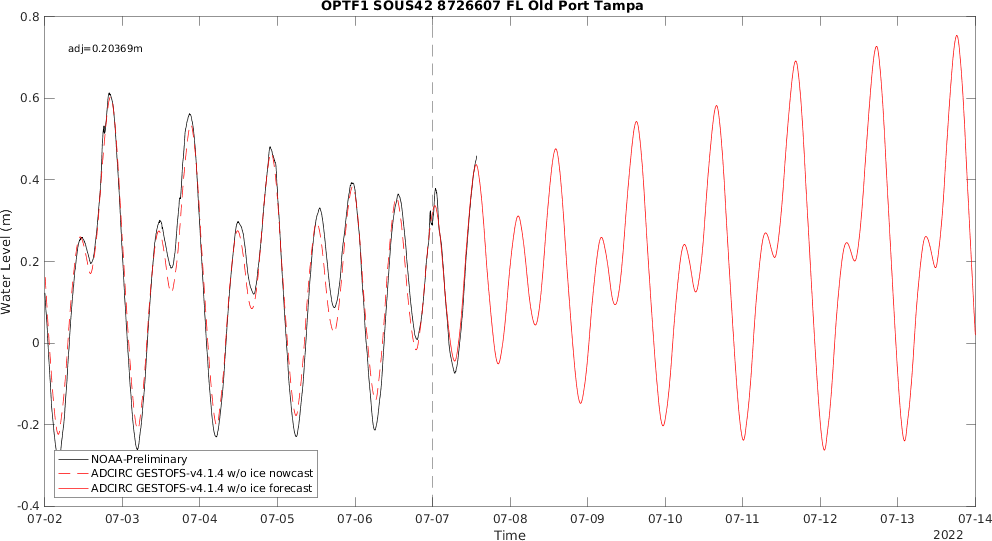 OPTF1 SOUS42 8726607 FL Old Port Tampa
adj=0.20369m
Water Level (m)
0.8
0.6
0.4
0.2
0
-0.2
-0.4
NOAA-Preliminary
ADCIRC GESTOFS-v4.1.4 w/o ice nowcast
ADCIRC GESTOFS-v4.1.4 w/o ice forecast
07-02 07-03 07-04 07-05 07-06 07-07 07-08 07-09 07-10 07-11 07-12 07-13 07-14
Time
2022